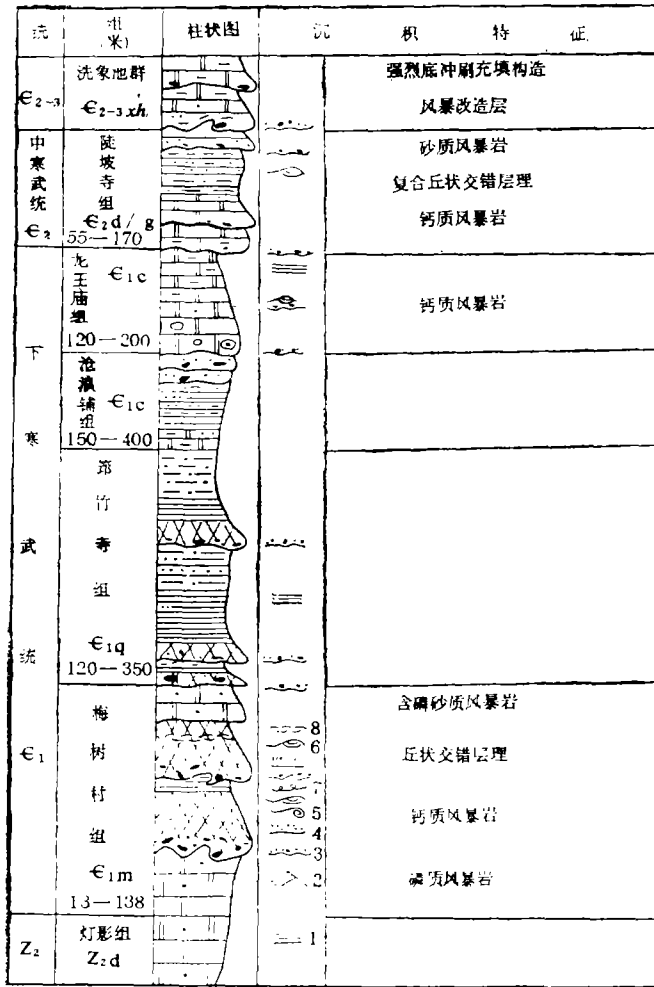 统 组 (米) 柱状图 沉 积 特 征
洗象池群
强烈底冲刷充填构造
€2-3
€2-3xh
风暴改造层
中寒武统
€2
陡坡寺组
€2d/g
55—170
砂质风暴岩
复合丘状交错层理
钙质风暴岩
下寒武统
€1
龙王庙组
€1c
120—200
钙质风暴岩
沧浪铺组
€1c
150—400
筇竹寺组
€1q
120—350
梅树村组
€1m
13—138
8
6
7
5
4
3
2
含磷砂质风暴岩
丘状交错层理
钙质风暴岩
磷质风暴岩
Z2
灯影组
Z2d
1